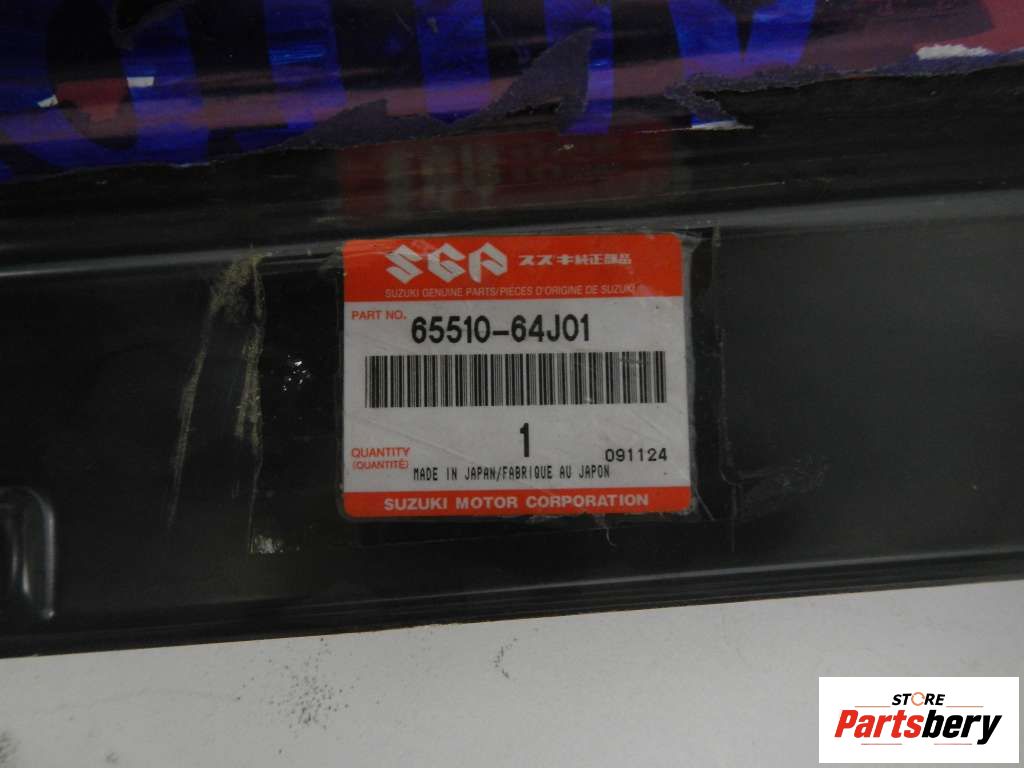 SGP スズキ純正部品
SUZUKI GENUINE PARTS/PIÈCES D'ORIGINE DE SUZUKI
PART NO. 65510-64J01
QUANTITY 1 091124
(QUANTITÉ)
MADE IN JAPAN/FABRIQUE AU JAPON
SUZUKI MOTOR CORPORATION
STORE
Partsbery